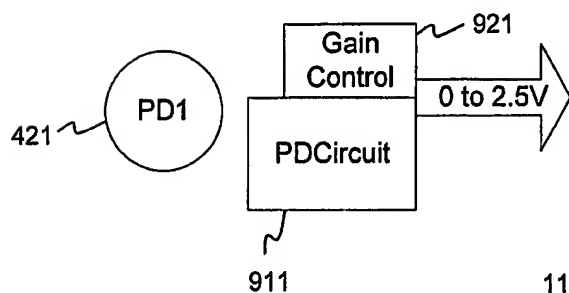 921
Gain
Control
PD1
0 to 2.5V
421
PDCircuit
911
11